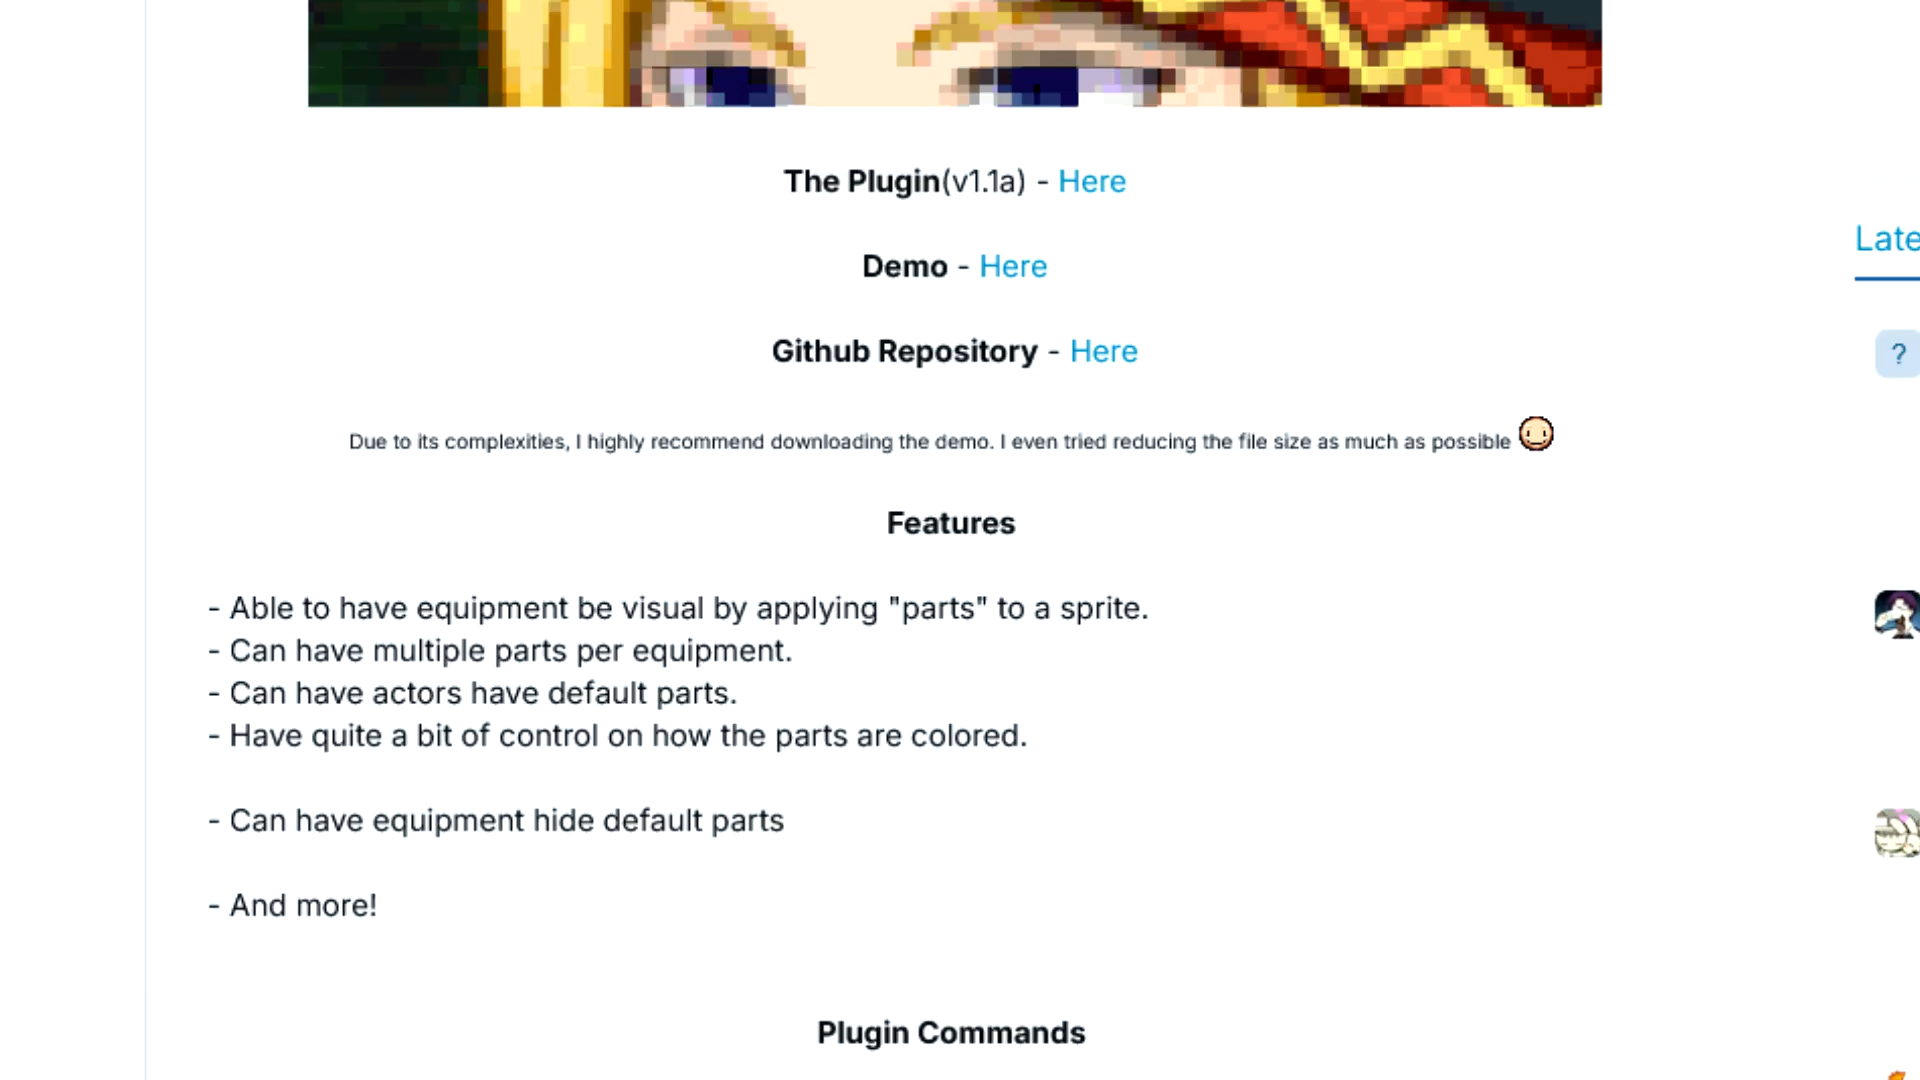 The Plugin(v1.1a) - Here
Demo - Here
Github Repository - Here
Due to its complexities, I highly recommend downloading the demo. I even tried reducing the file size as much as possible
Features
- Able to have equipment be visual by applying "parts" to a sprite.
- Can have multiple parts per equipment.
- Can have actors have default parts.
- Have quite a bit of control on how the parts are colored.
- Can have equipment hide default parts
- And more!
Plugin Commands
Late
?